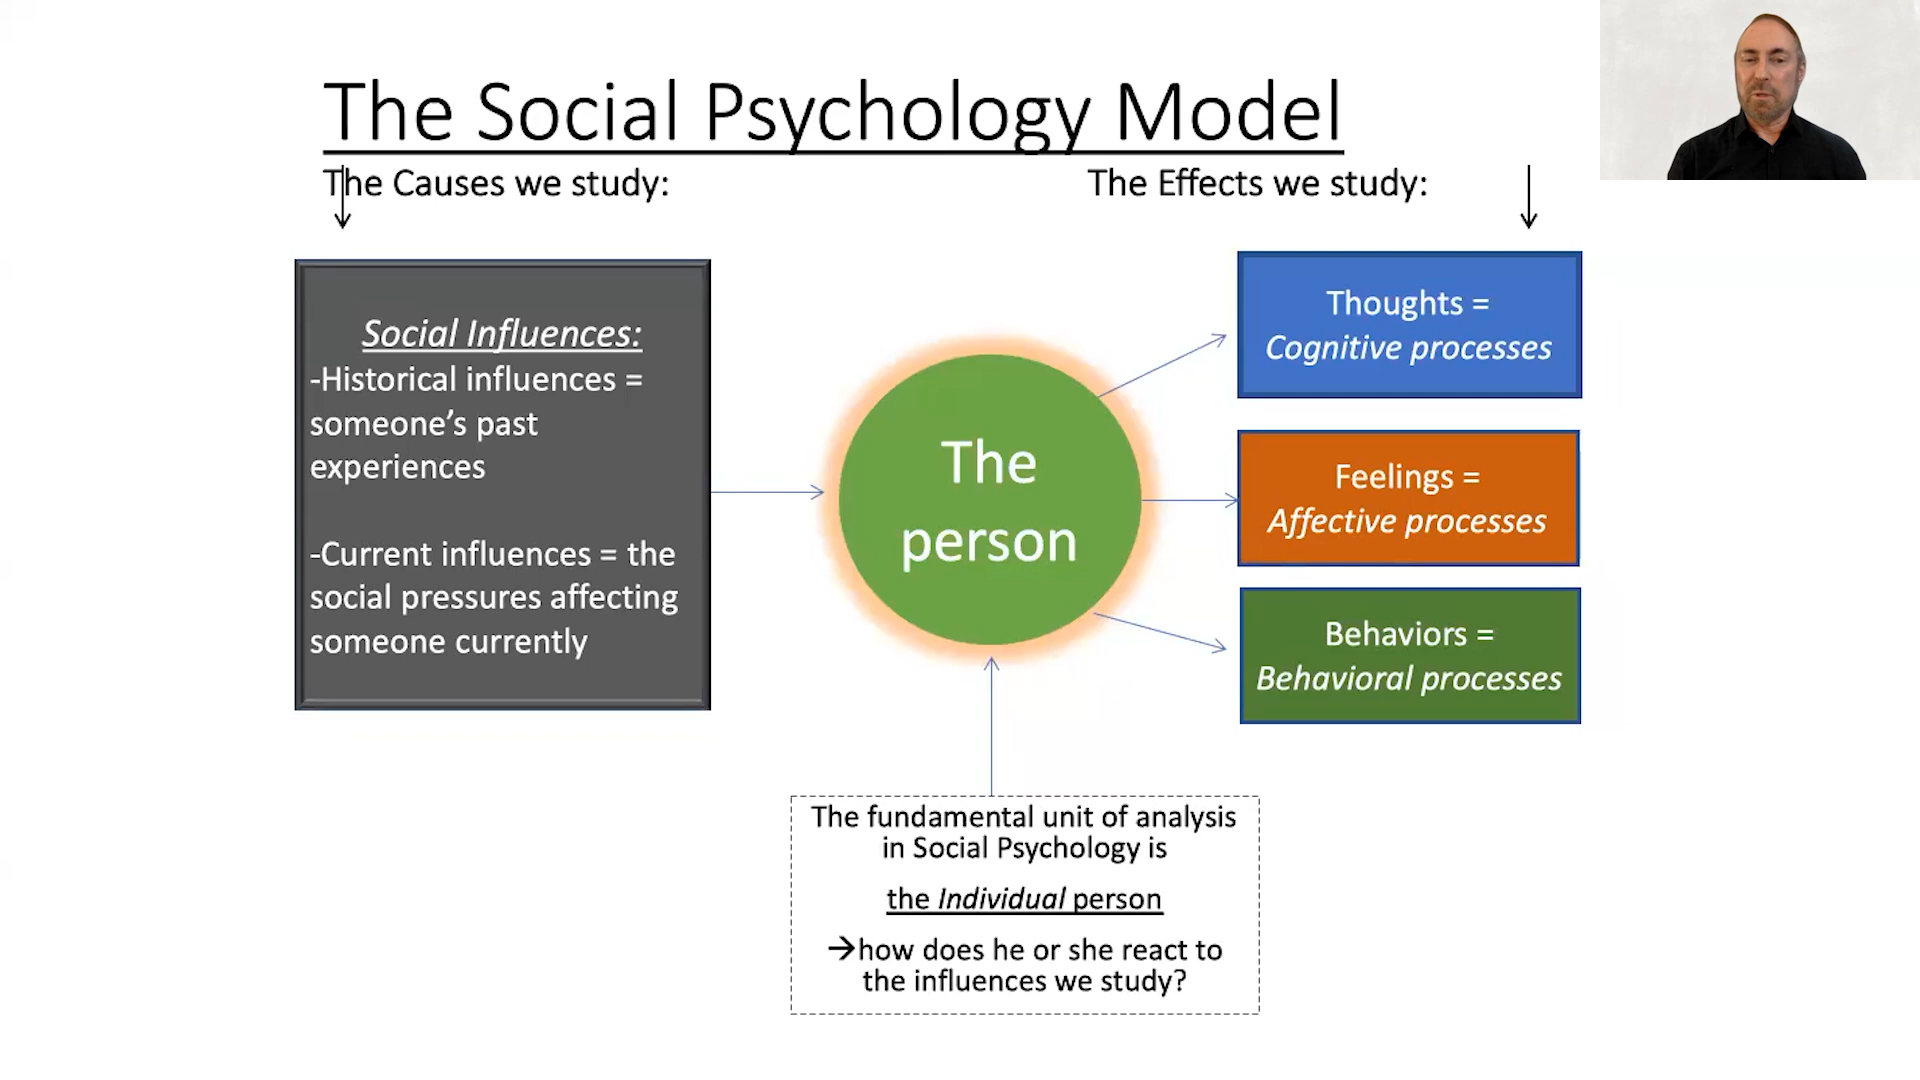 The Social Psychology Model
The Causes we study:
The Effects we study:
Social Influences:
-Historical influences =
someone’s past
experiences
-Current influences = the
social pressures affecting
someone currently
The
person
Thoughts =
Cognitive processes
Feelings =
Affective processes
Behaviors =
Behavioral processes
The fundamental unit of analysis
in Social Psychology is
the Individual person
→how does he or she react to
the influences we study?